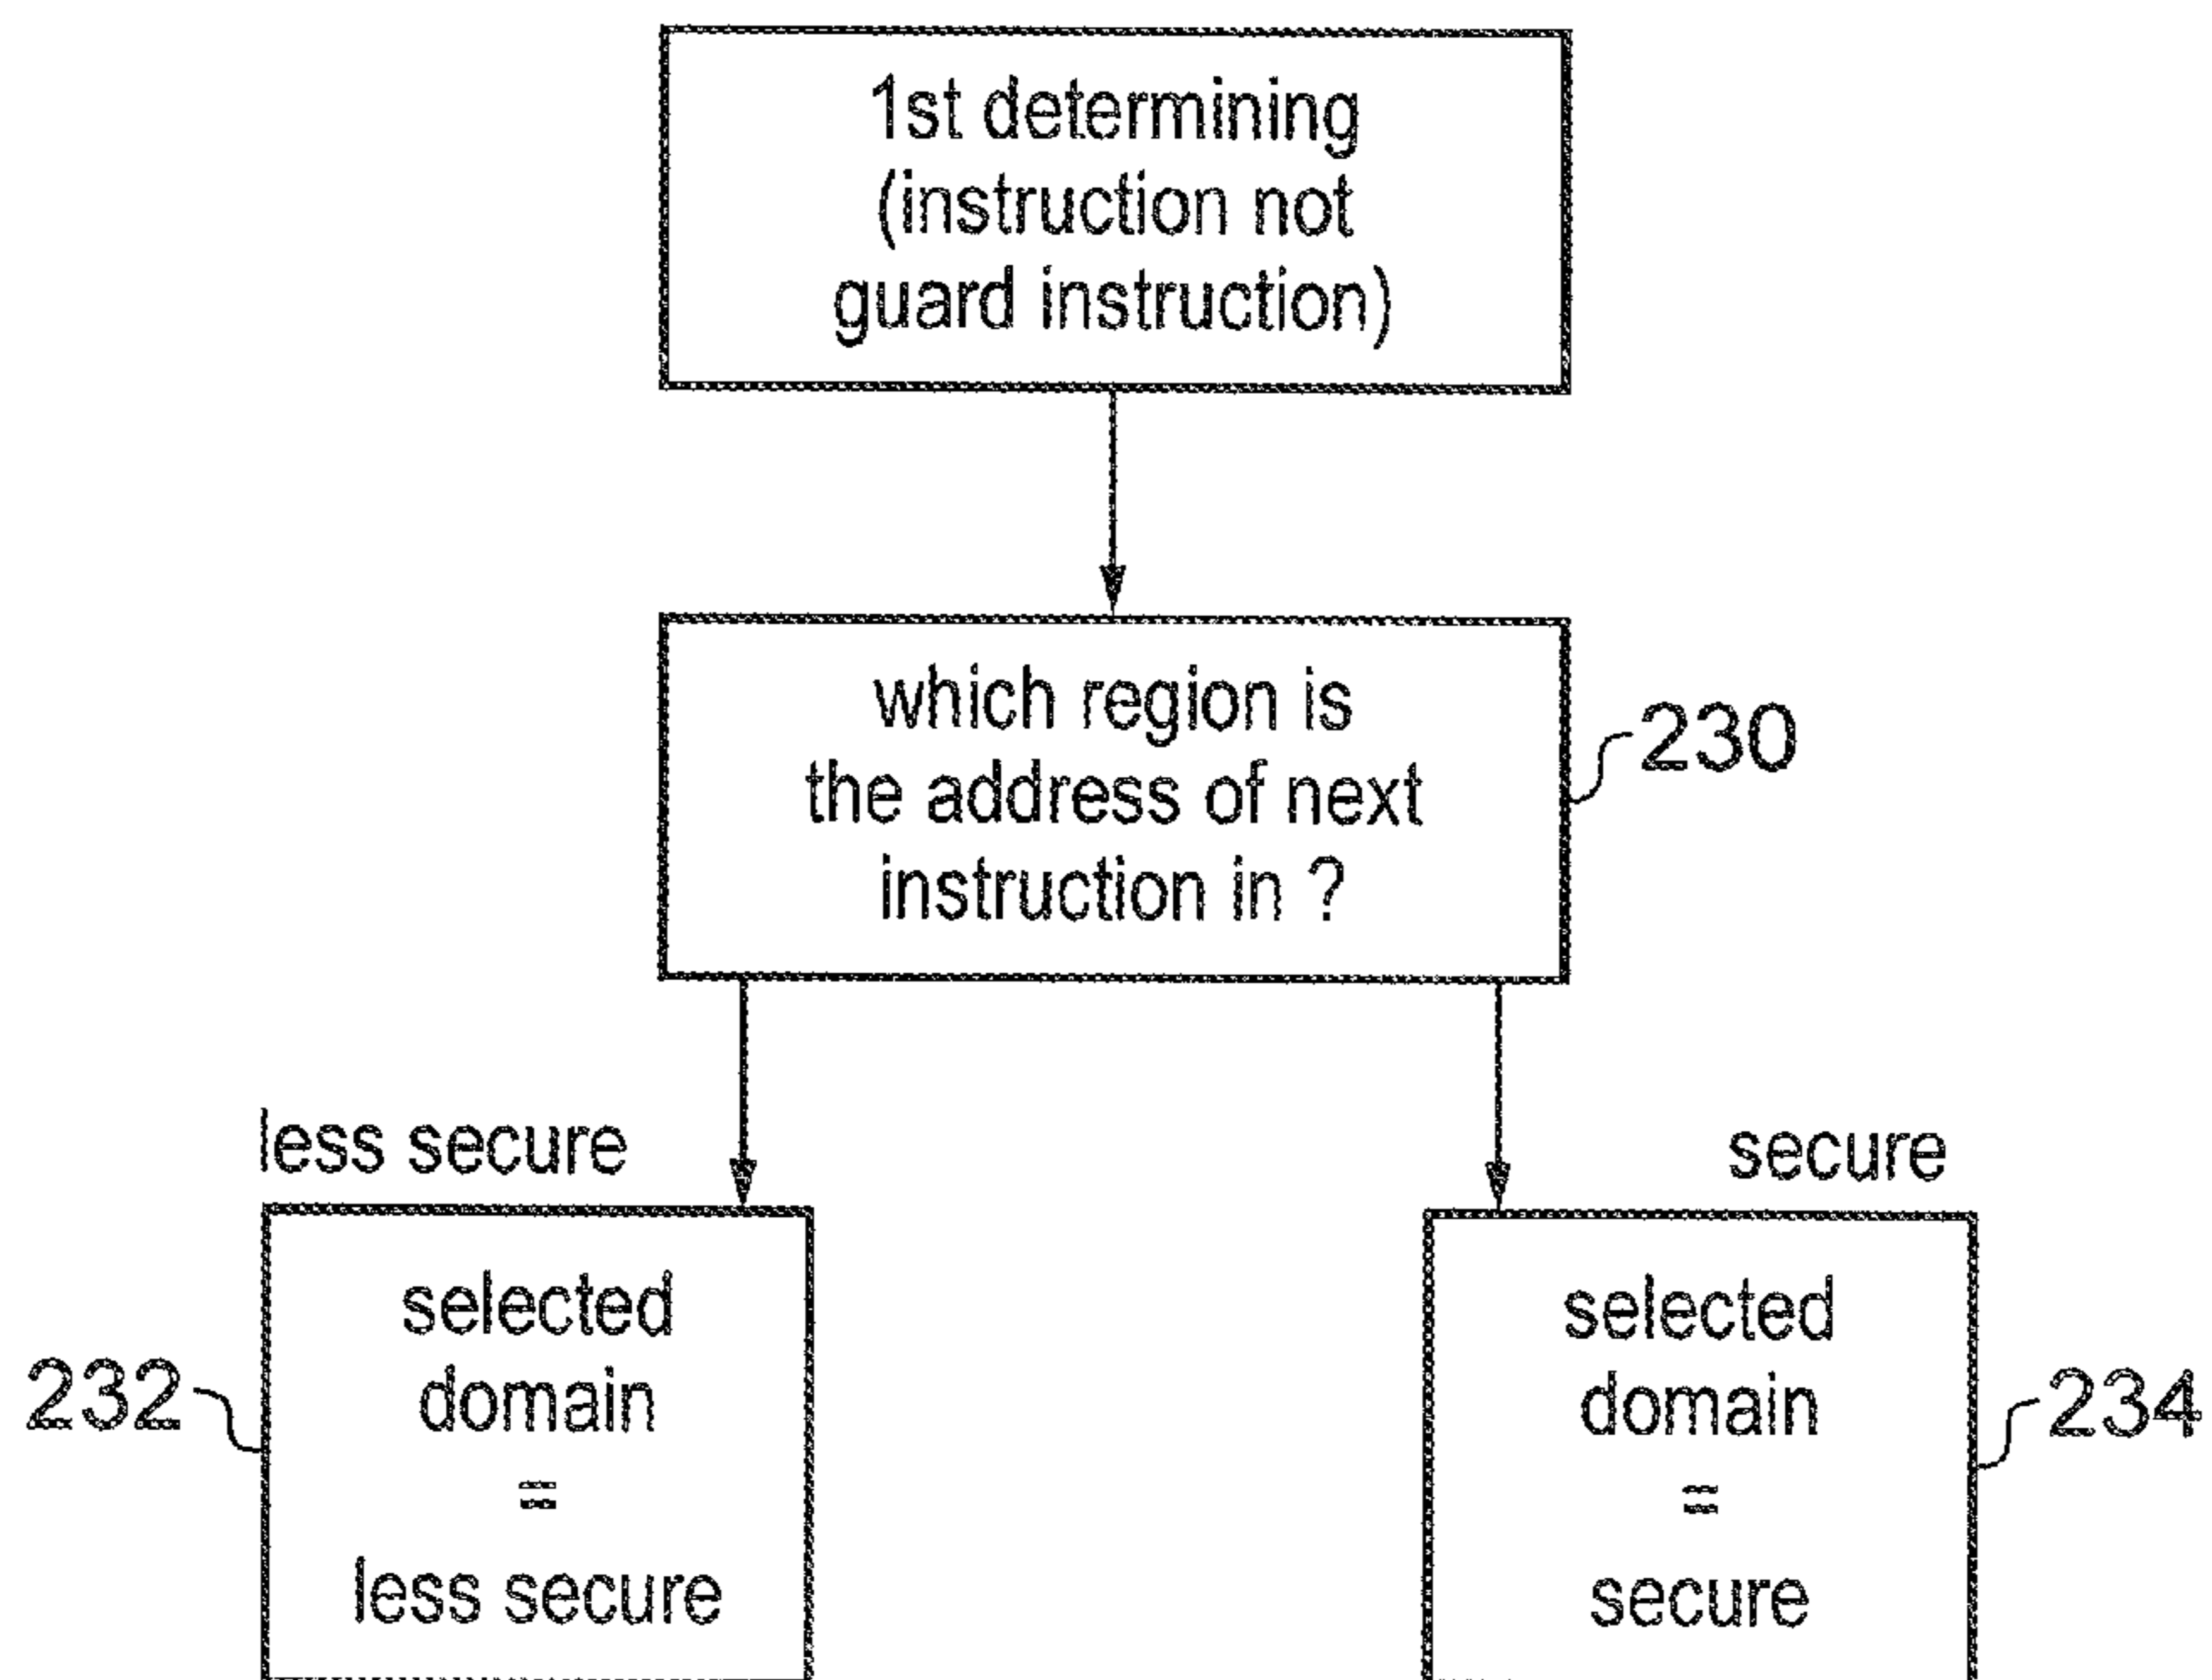 1st determining
(instruction not
guard instruction)
which region is
the address of next
instruction in ?
230
less secure
secure
selected
domain
=
less secure
232
selected
domain
=
secure
234